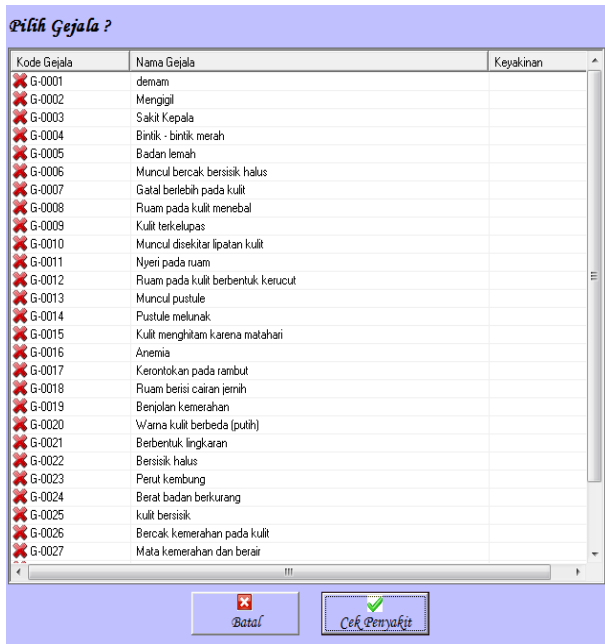 Pilih Gejala ?
Kode Gejala Nama Gejala Keyakinan
G-0001 demam
G-0002 Mengigil
G-0003 Sakit Kepala
G-0004 Bintik - bintik merah
G-0005 Badan lemah
G-0006 Muncul bercak bersisik halus
G-0007 Gatal berlebih pada kulit
G-0008 Ruam pada kulit menebal
G-0009 Kulit terkelupas
G-0010 Muncul disekitar lipatan kulit
G-0011 Nyeri pada ruam
G-0012 Ruam pada kulit berbentuk kerucut
G-0013 Muncul pustule
G-0014 Pustule melunak
G-0015 Kulit menghitam karena matahari
G-0016 Anemia
G-0017 Kerontokan pada rambut
G-0018 Ruam berisi cairan jernih
G-0019 Benjolan kemerahan
G-0020 Warna kulit berbeda (putih)
G-0021 Berbentuk lingkaran
G-0022 Bersisik halus
G-0023 Perut kembung
G-0024 Berat badan berkurang
G-0025 kulit bersisik
G-0026 Bercak kemerahan pada kulit
G-0027 Mata kemerahan dan berair
Batal Cek Penyakit